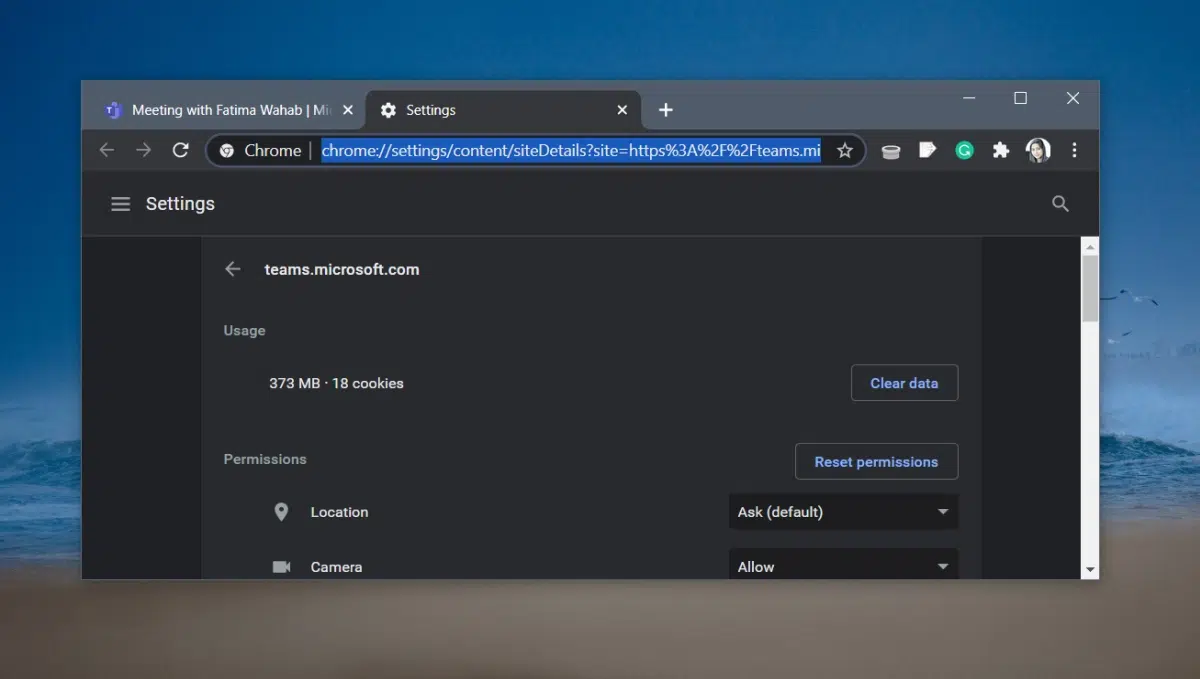 Meeting with Fatima Wahab | Mi
Settings
Chrome | chrome://settings/content/siteDetails?site=https%3A%2F%2Fteams.mi
Settings
teams.microsoft.com
Usage
373 MB · 18 cookies
Clear data
Permissions
Reset permissions
Location
Ask (default)
Camera
Allow